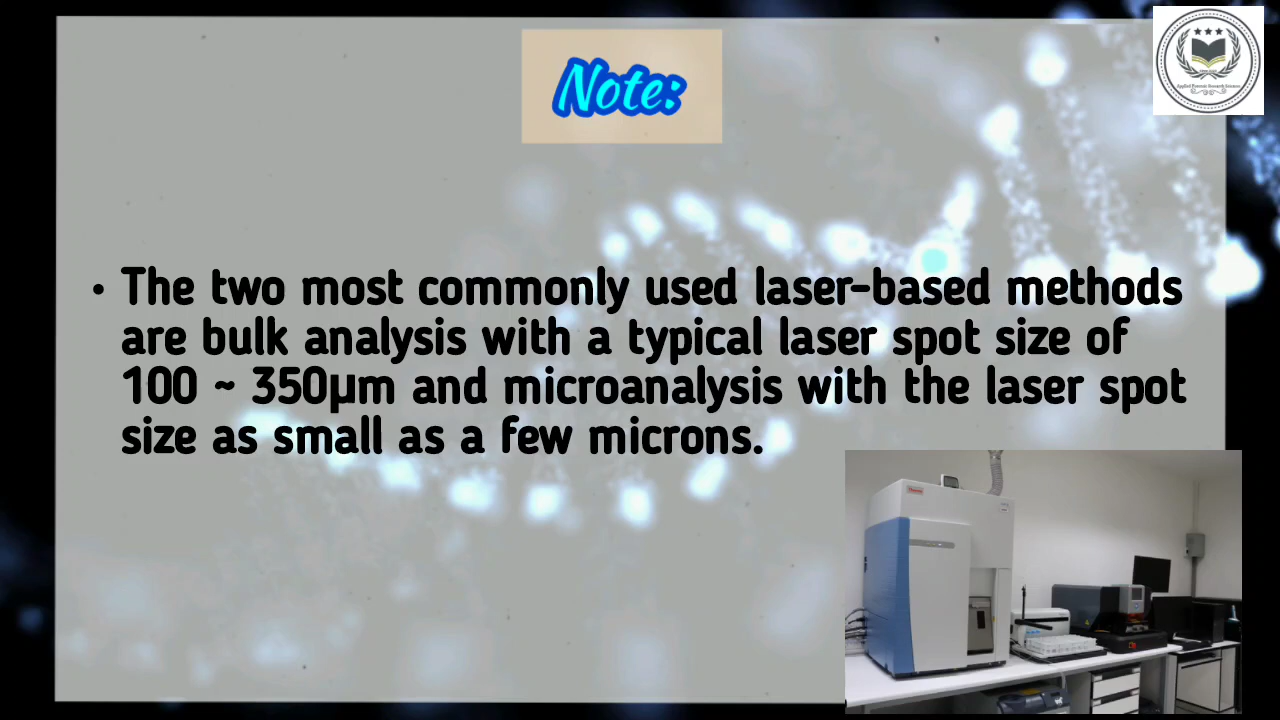 Note:
• The two most commonly used laser-based methods
are bulk analysis with a typical laser spot size of
100 ~ 350µm and microanalysis with the laser spot
size as small as a few microns.